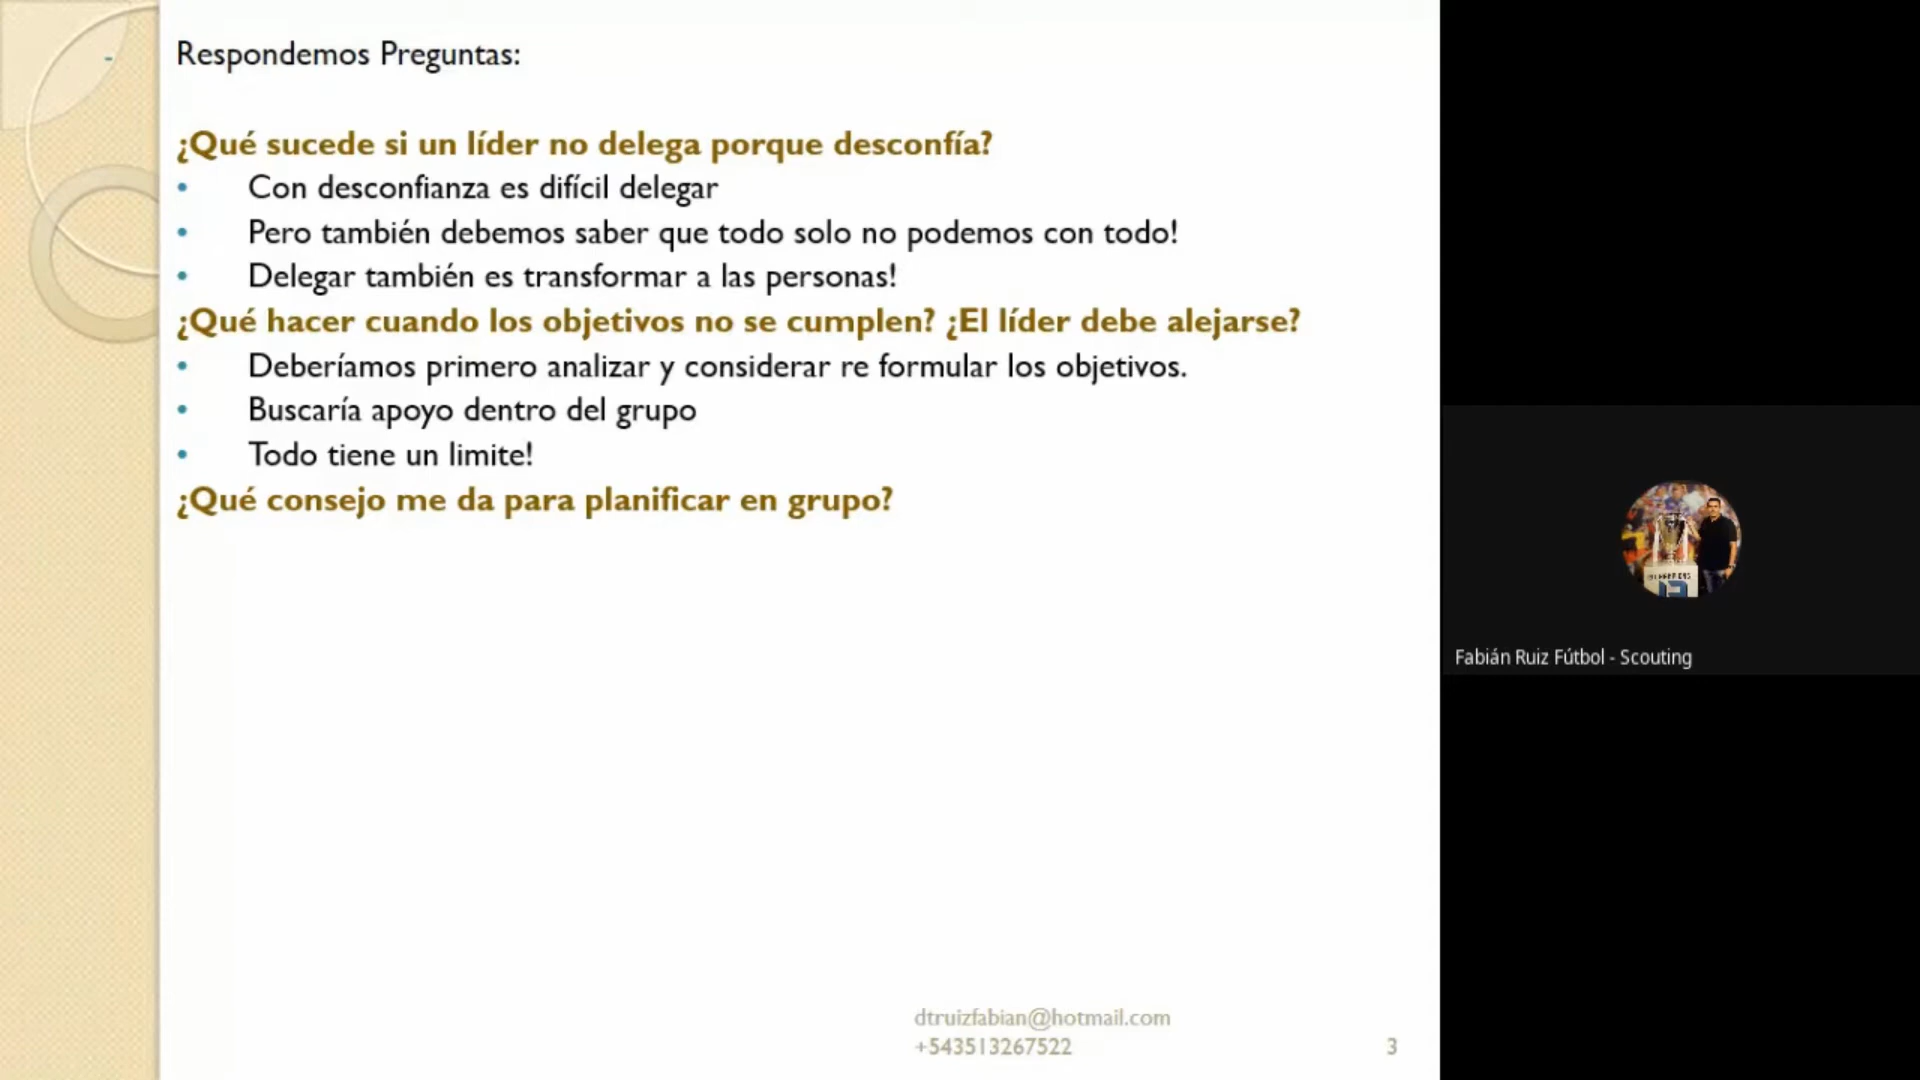 - Respondemos Preguntas:
¿Qué sucede si un líder no delega porque desconfía?
• Con desconfianza es difícil delegar
• Pero también debemos saber que todo solo no podemos con todo!
• Delegar también es transformar a las personas!
¿Qué hacer cuando los objetivos no se cumplen? ¿El líder debe alejarse?
• Deberíamos primero analizar y considerar re formular los objetivos.
• Buscaría apoyo dentro del grupo
• Todo tiene un limite!
¿Qué consejo me da para planificar en grupo?
Fabián Ruiz Fútbol - Scouting
dtruizfabian@hotmail.com
+543513267522
3